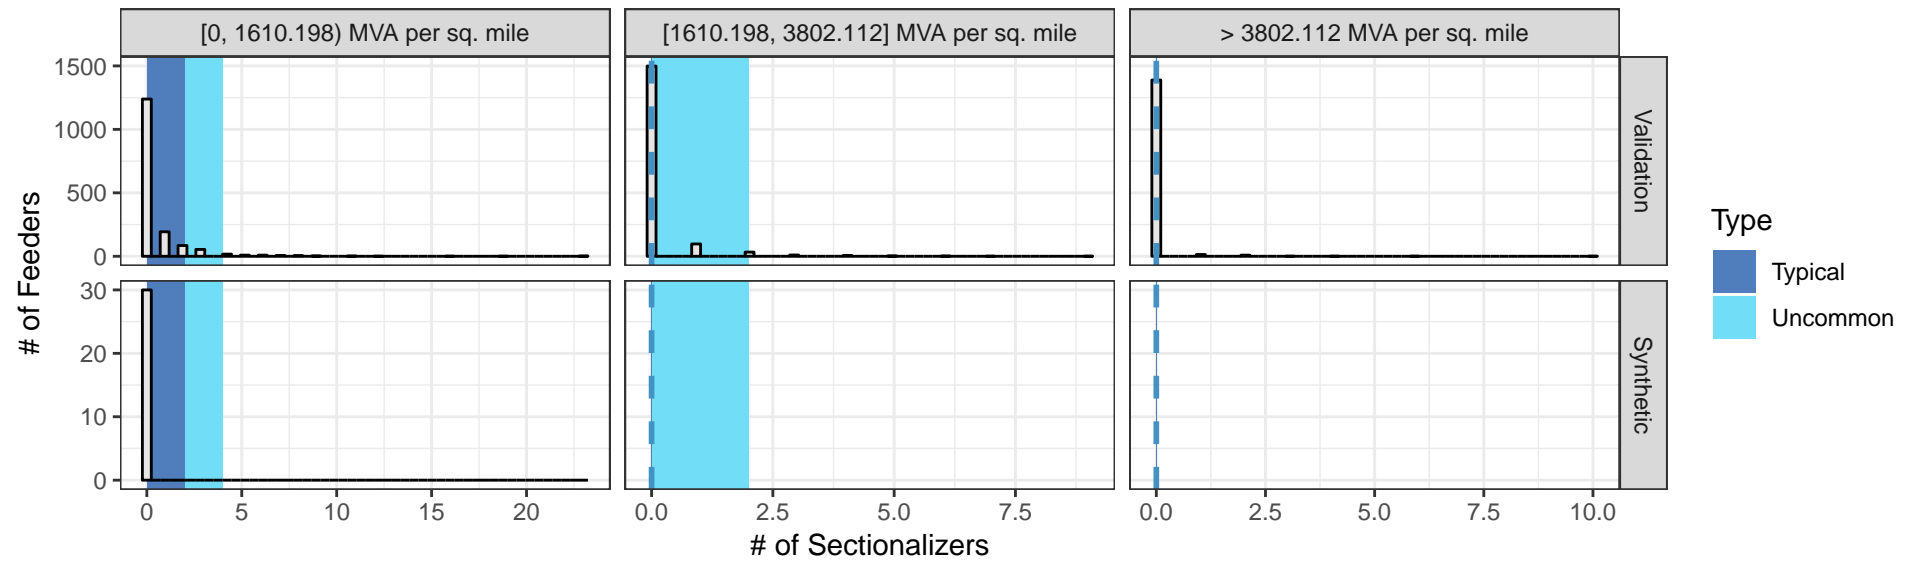 [0, 1610.198) MVA per sq. mile
[1610.198, 3802.112] MVA per sq. mile
> 3802.112 MVA per sq. mile
# of Feeders
1500
1000
500
0
Validation
30
20
10
0
Synthetic
0 5 10 15 20
0.0 2.5 5.0 7.5
0.0 2.5 5.0 7.5 10.0
# of Sectionalizers
Type
Typical
Uncommon